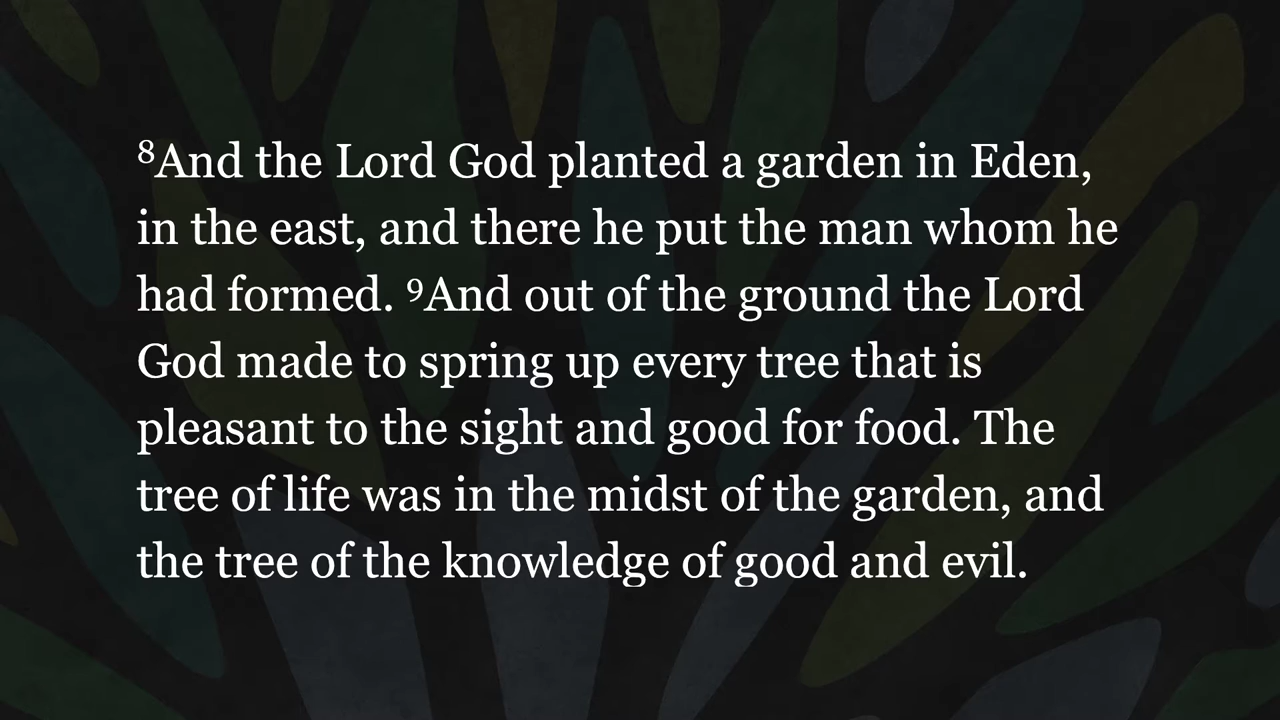 ⁸And the Lord God planted a garden in Eden,
in the east, and there he put the man whom he
had formed. ⁹And out of the ground the Lord
God made to spring up every tree that is
pleasant to the sight and good for food. The
tree of life was in the midst of the garden, and
the tree of the knowledge of good and evil.